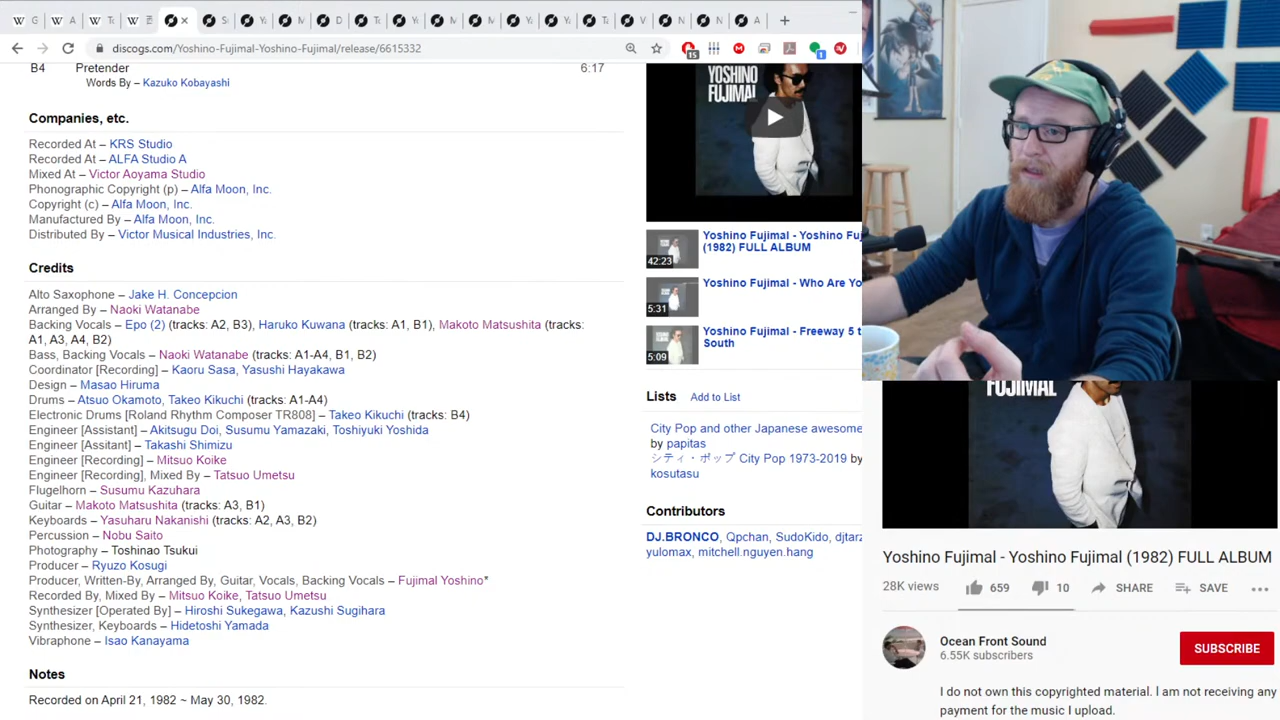 discogs.com/Yoshino-Fujimal-Yoshino-Fujimal/release/6615332
15
1
B4 Pretender 6:17
Words By – Kazuko Kobayashi
Companies, etc.
Recorded At – KRS Studio
Recorded At – ALFA Studio A
Mixed At – Victor Aoyama Studio
Phonographic Copyright (p) – Alfa Moon, Inc.
Copyright (c) – Alfa Moon, Inc.
Manufactured By – Alfa Moon, Inc.
Distributed By – Victor Musical Industries, Inc.
Credits
Alto Saxophone – Jake H. Concepcion
Arranged By – Naoki Watanabe
Backing Vocals – Epo (2) (tracks: A2, B3), Haruko Kuwana (tracks: A1, B1), Makoto Matsushita (tracks:
A1, A3, A4, B2)
Bass, Backing Vocals – Naoki Watanabe (tracks: A1-A4, B1, B2)
Coordinator [Recording] – Kaoru Sasa, Yasushi Hayakawa
Design – Masao Hiruma
Drums – Atsuo Okamoto, Takeo Kikuchi (tracks: A1-A4)
Electronic Drums [Roland Rhythm Composer TR808] – Takeo Kikuchi (tracks: B4)
Engineer [Assistant] – Akitsugu Doi, Susumu Yamazaki, Toshiyuki Yoshida
Engineer [Assitant] – Takashi Shimizu
Engineer [Recording] – Mitsuo Koike
Engineer [Recording], Mixed By – Tatsuo Umetsu
Flugelhorn – Susumu Kazuhara
Guitar – Makoto Matsushita (tracks: A3, B1)
Keyboards – Yasuharu Nakanishi (tracks: A2, A3, B2)
Percussion – Nobu Saito
Photography – Toshinao Tsukui
Producer – Ryuzo Kosugi
Producer, Written-By, Arranged By, Guitar, Vocals, Backing Vocals – Fujimal Yoshino*
Recorded By, Mixed By – Mitsuo Koike, Tatsuo Umetsu
Synthesizer [Operated By] – Hiroshi Sukegawa, Kazushi Sugihara
Synthesizer, Keyboards – Hidetoshi Yamada
Vibraphone – Isao Kanayama
Notes
Recorded on April 21, 1982 ~ May 30, 1982.
YOSHINO
FUJIMAL
Yoshino Fujimal - Yoshino Fuj
(1982) FULL ALBUM
42:23
Yoshino Fujimal - Who Are Yo
5:31
Yoshino Fujimal - Freeway 5 t
South
5:09
Lists Add to List
City Pop and other Japanese awesome
by papitas
シティ・ポップ City Pop 1973-2019 by
kosutasu
Contributors
DJ.BRONCO, Qpchan, SudoKido, djtarz
yulomax, mitchell.nguyen.hang
FUJIMAL
Yoshino Fujimal - Yoshino Fujimal (1982) FULL ALBUM
28K views 659 10 SHARE SAVE
Ocean Front Sound
6.55K subscribers
SUBSCRIBE
I do not own this copyrighted material. I am not receiving any
payment for the music I upload.